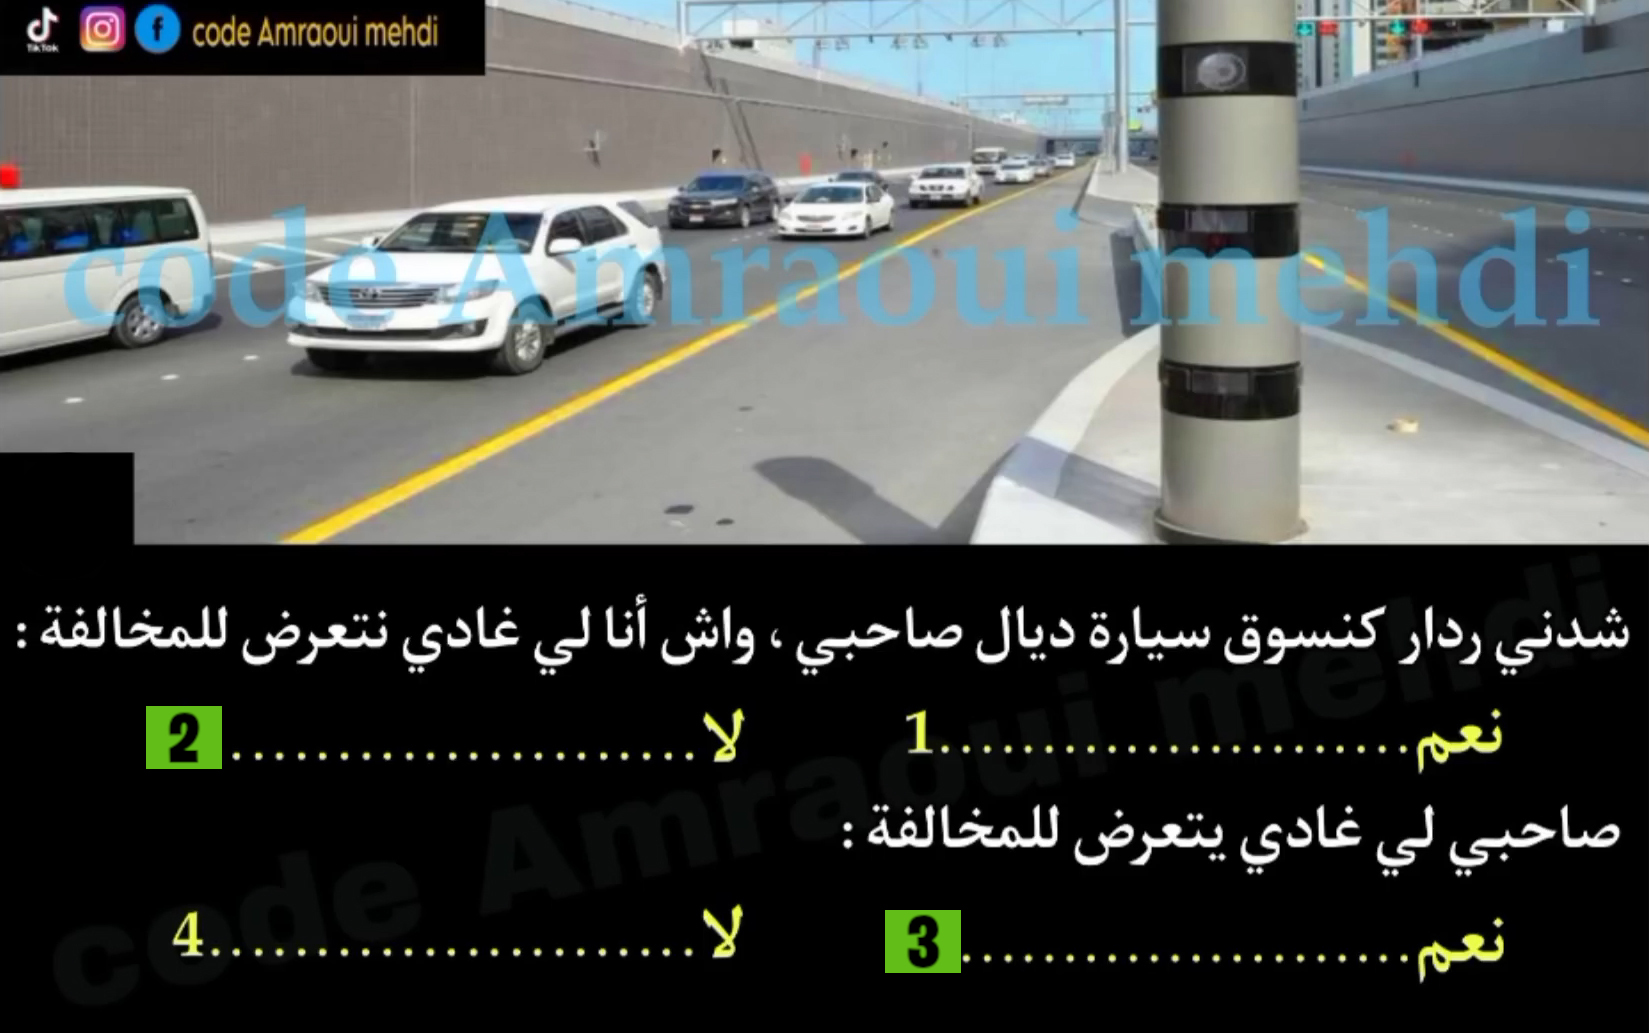 TikTok
code Amraoui mehdi
code Amraoui mehdi
شدني ردار كنسوق سيارة ديال صاحبي ، واش أنا لي غادي نتعرض للمخالفة :
نعم.......................1 لا...................... 2
صاحبي لي غادي يتعرض للمخالفة :
نعم...................... 3 لا.......................4
code Amraoui mehdi